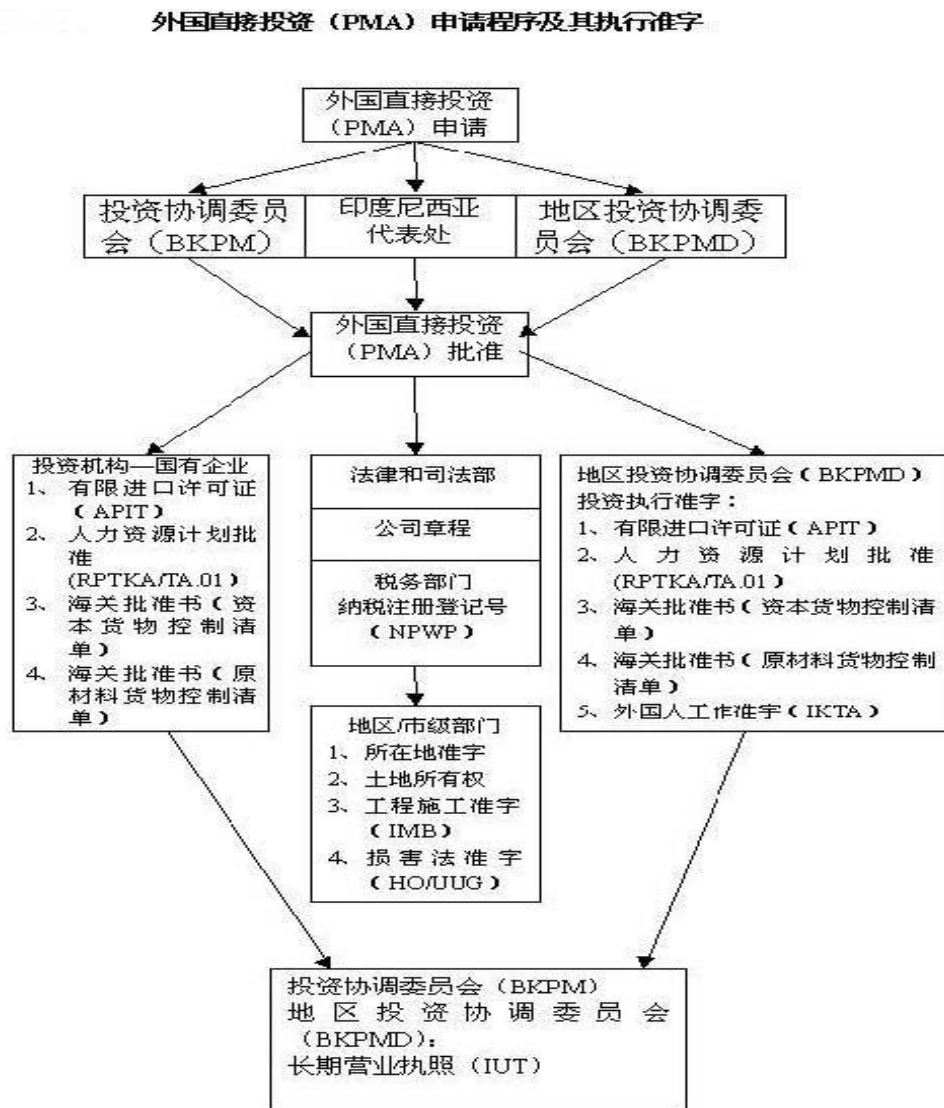 外国直接投资（PMA）申请程序及其执行准字
外国直接投资
（PMA）申请
投资协调委员
会（BKPM）
印度尼西亚
代表处
地区投资协调委
员会（BKPMD）
外国直接投资
（PMA）批准
投资机构—国有企业
1、有限进口许可证
（APIT）
2、人力资源计划批
准
(RPTKA/TA.01)
3、海关批准书（资
本货物控制清
单）
4、海关批准书（原
材料货物控制清
单）
法律和司法部
公司章程
税务部门
纳税注册登记号
（NPWP）
地区/市级部门
1、所在地准字
2、土地所有权
3、工程施工准字
（IMB）
4、损害法准字
（HO/UUG）
地区投资协调委员会（BKPMD）
投资执行准字：
1、有限进口许可证（APIT）
2、人力资源计划批准
(RPTKA/TA.01)
3、海关批准书（资本货物控制清
单）
4、海关批准书（原材料货物控制
清单）
5、外国人工作准字（IKTA）
投资协调委员会（BKPM)
地区投资协调委员会
（BKPMD)：
长期营业执照（IUT）